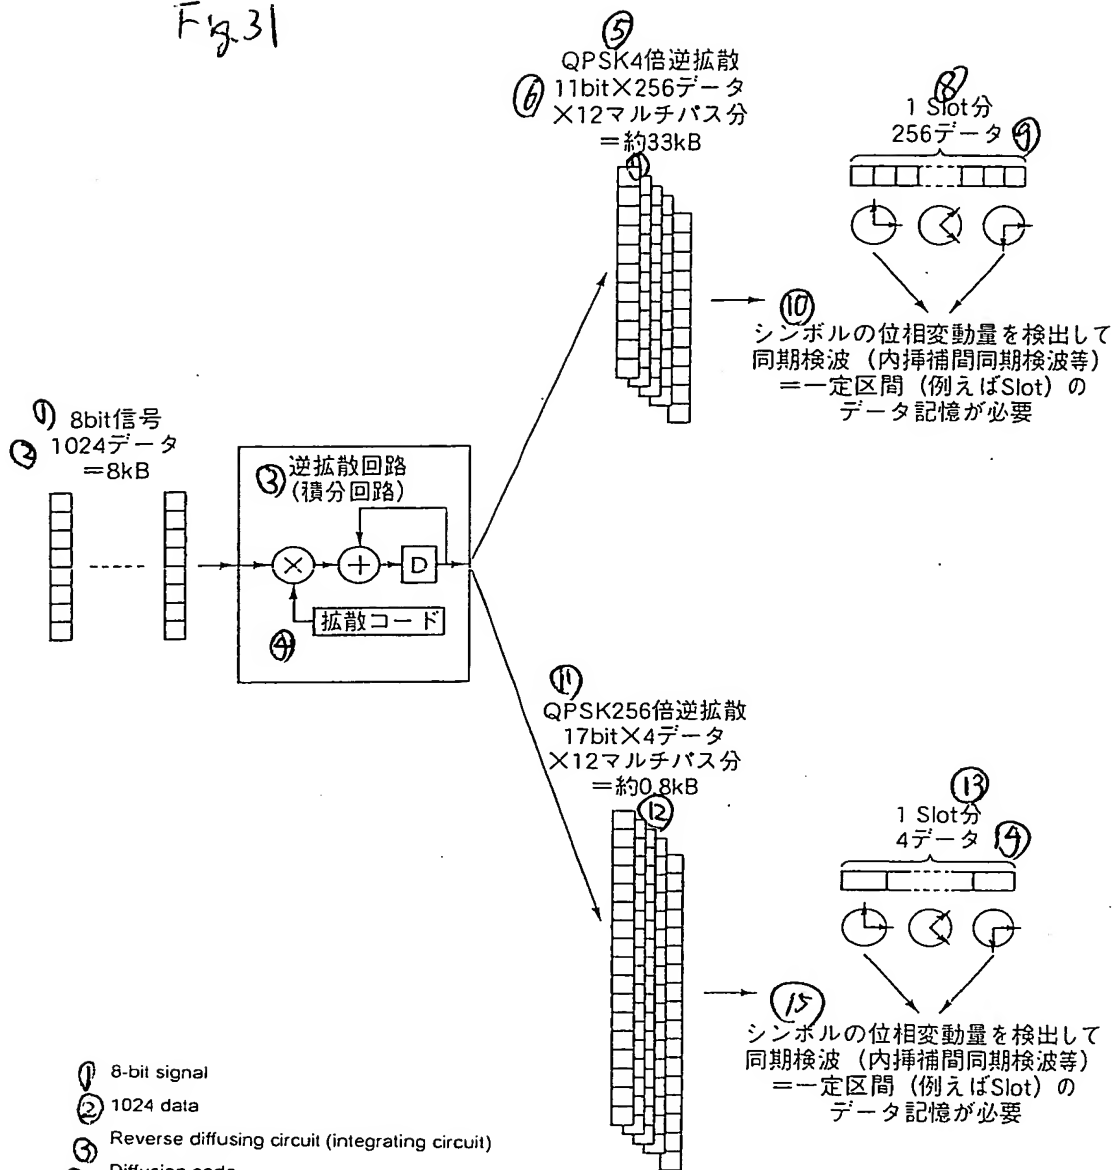 Fig. 31
① 8bit信号
② 1024データ
=8kB
③ 逆拡散回路
(積分回路)
× + D
④ 拡散コード
⑤
QPSK4倍逆拡散
⑥ 11bit×256データ
×12マルチパス分
=約33kB
⑧
1 Slot分
256データ ⑨
⑩
シンボルの位相変動量を検出して
同期検波(内挿補間同期検波等)
=一定区間(例えばSlot)の
データ記憶が必要
⑪
QPSK256倍逆拡散
17bit×4データ
×12マルチパス分
=約0.8kB
⑫
⑬
1 Slot分
4データ ⑭
⑮
シンボルの位相変動量を検出して
同期検波(内挿補間同期検波等)
=一定区間(例えばSlot)の
データ記憶が必要
① 8-bit signal
② 1024 data
③ Reverse diffusing circuit (integrating circuit)
Diffusion code